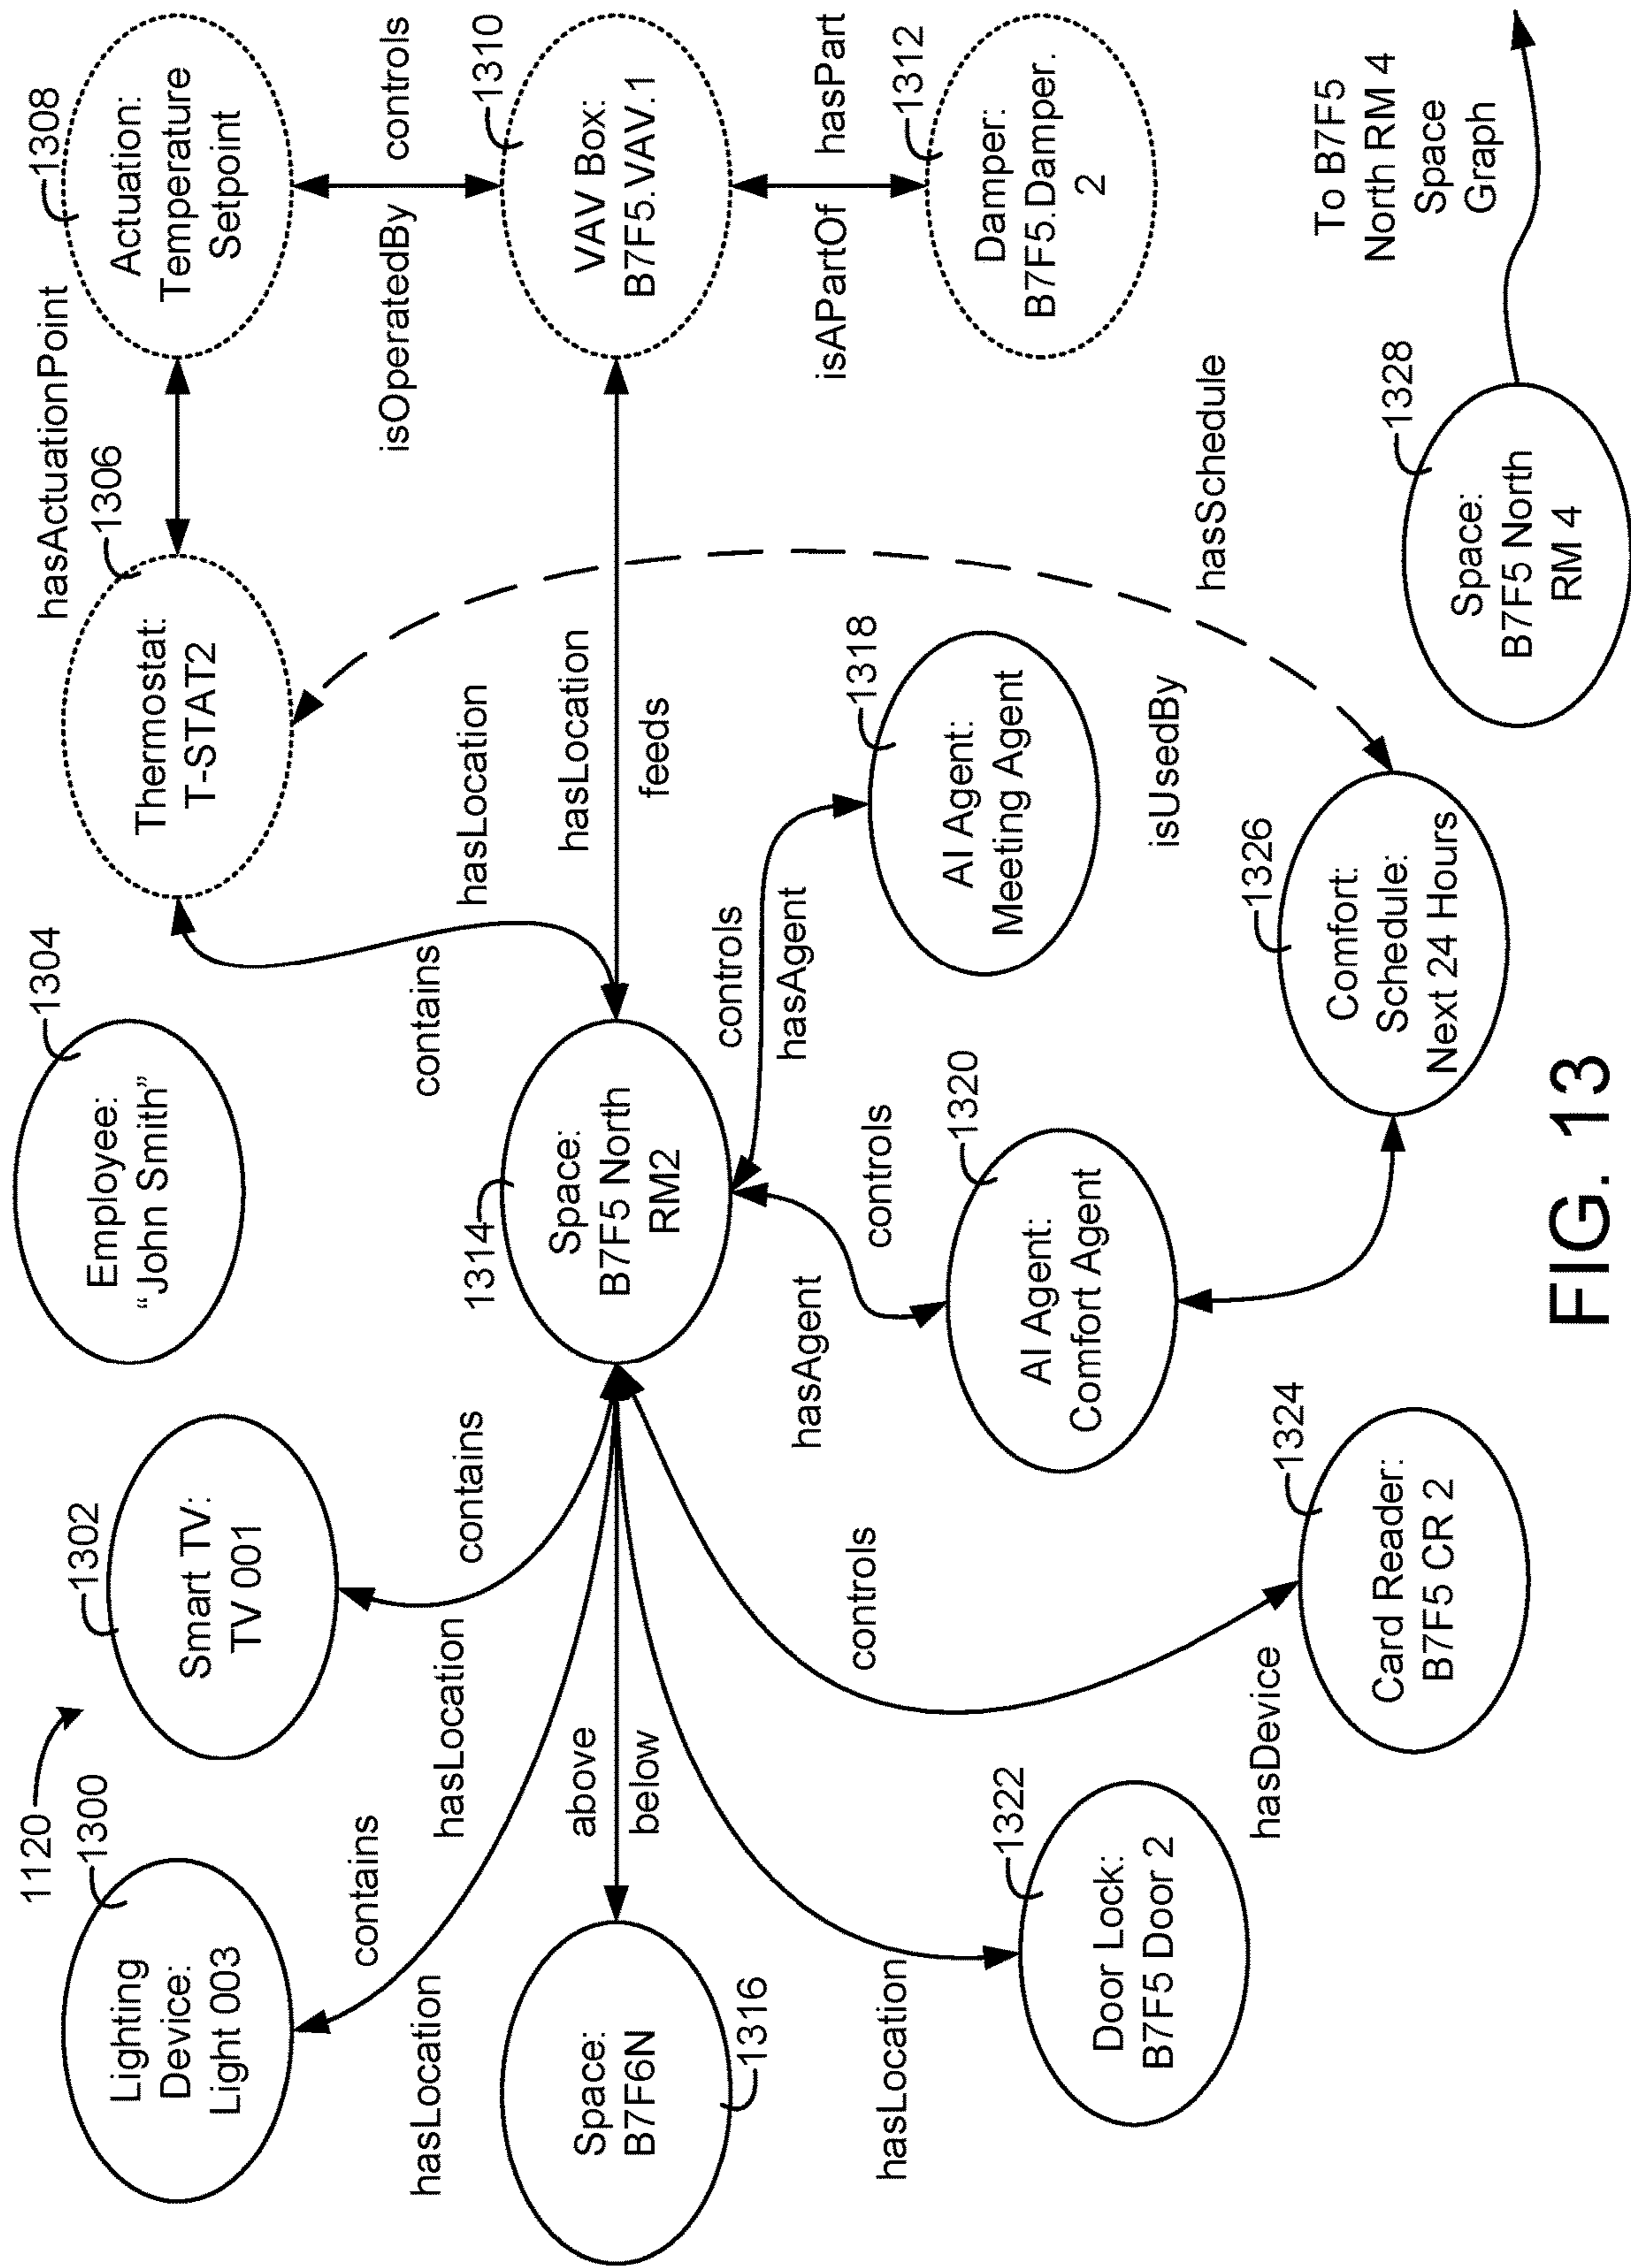 1120
1300
Lighting
Device:
Light 003
1302
Smart TV:
TV 001
1304
Employee:
“John Smith”
1306
Thermostat:
T-STAT2
hasActuationPoint
1308
Actuation:
Temperature
Setpoint
contains
hasLocation
hasLocation
contains
contains
hasLocation
isOperatedBy
controls
1316
Space:
B7F6N
above
below
1314
Space:
B7F5 North
RM2
hasLocation
feeds
1310
VAV Box:
B7F5.VAV.1
hasLocation
hasAgent
controls
controls
hasAgent
isAPartOf
hasPart
1322
Door Lock:
B7F5 Door 2
controls
1320
AI Agent:
Comfort Agent
1318
AI Agent:
Meeting Agent
1312
Damper:
B7F5.Damper.
2
hasDevice
1324
Card Reader:
B7F5 CR 2
isUsedBy
hasSchedule
1326
Comfort:
Schedule:
Next 24 Hours
1328
Space:
B7F5 North
RM 4
To B7F5
North RM 4
Space
Graph
FIG. 13